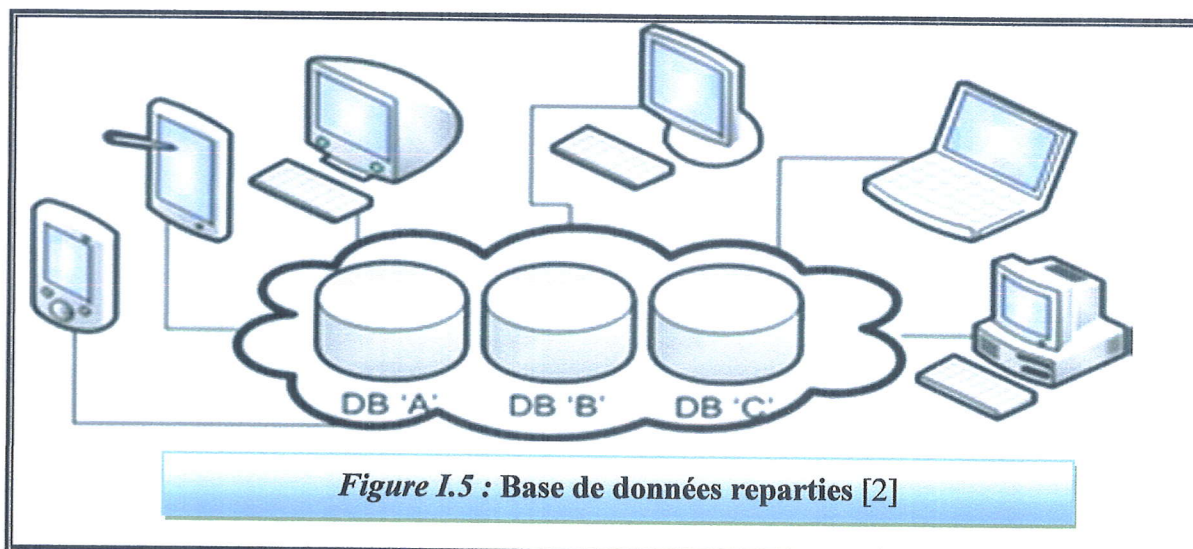 DB 'A' DB 'B' DB 'C'
Figure I.5 : Base de données reparties [2]